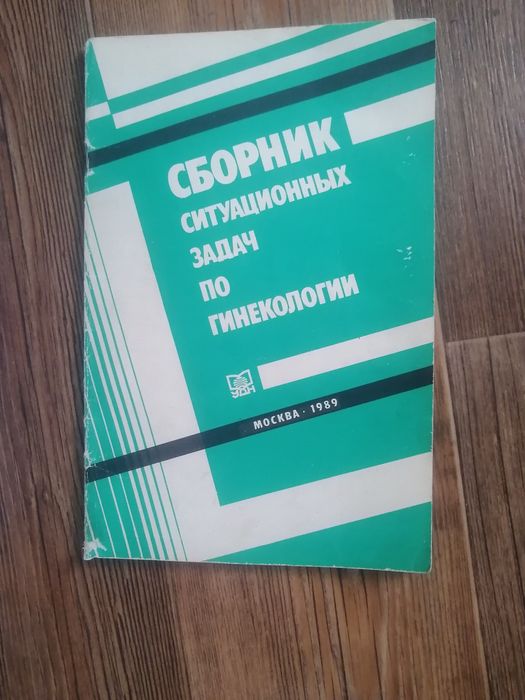 СБОРНИК
СИТУАЦИОННЫХ
ЗАДАЧ
ПО
ГИНЕКОЛОГИИ
УДН
МОСКВА · 1989